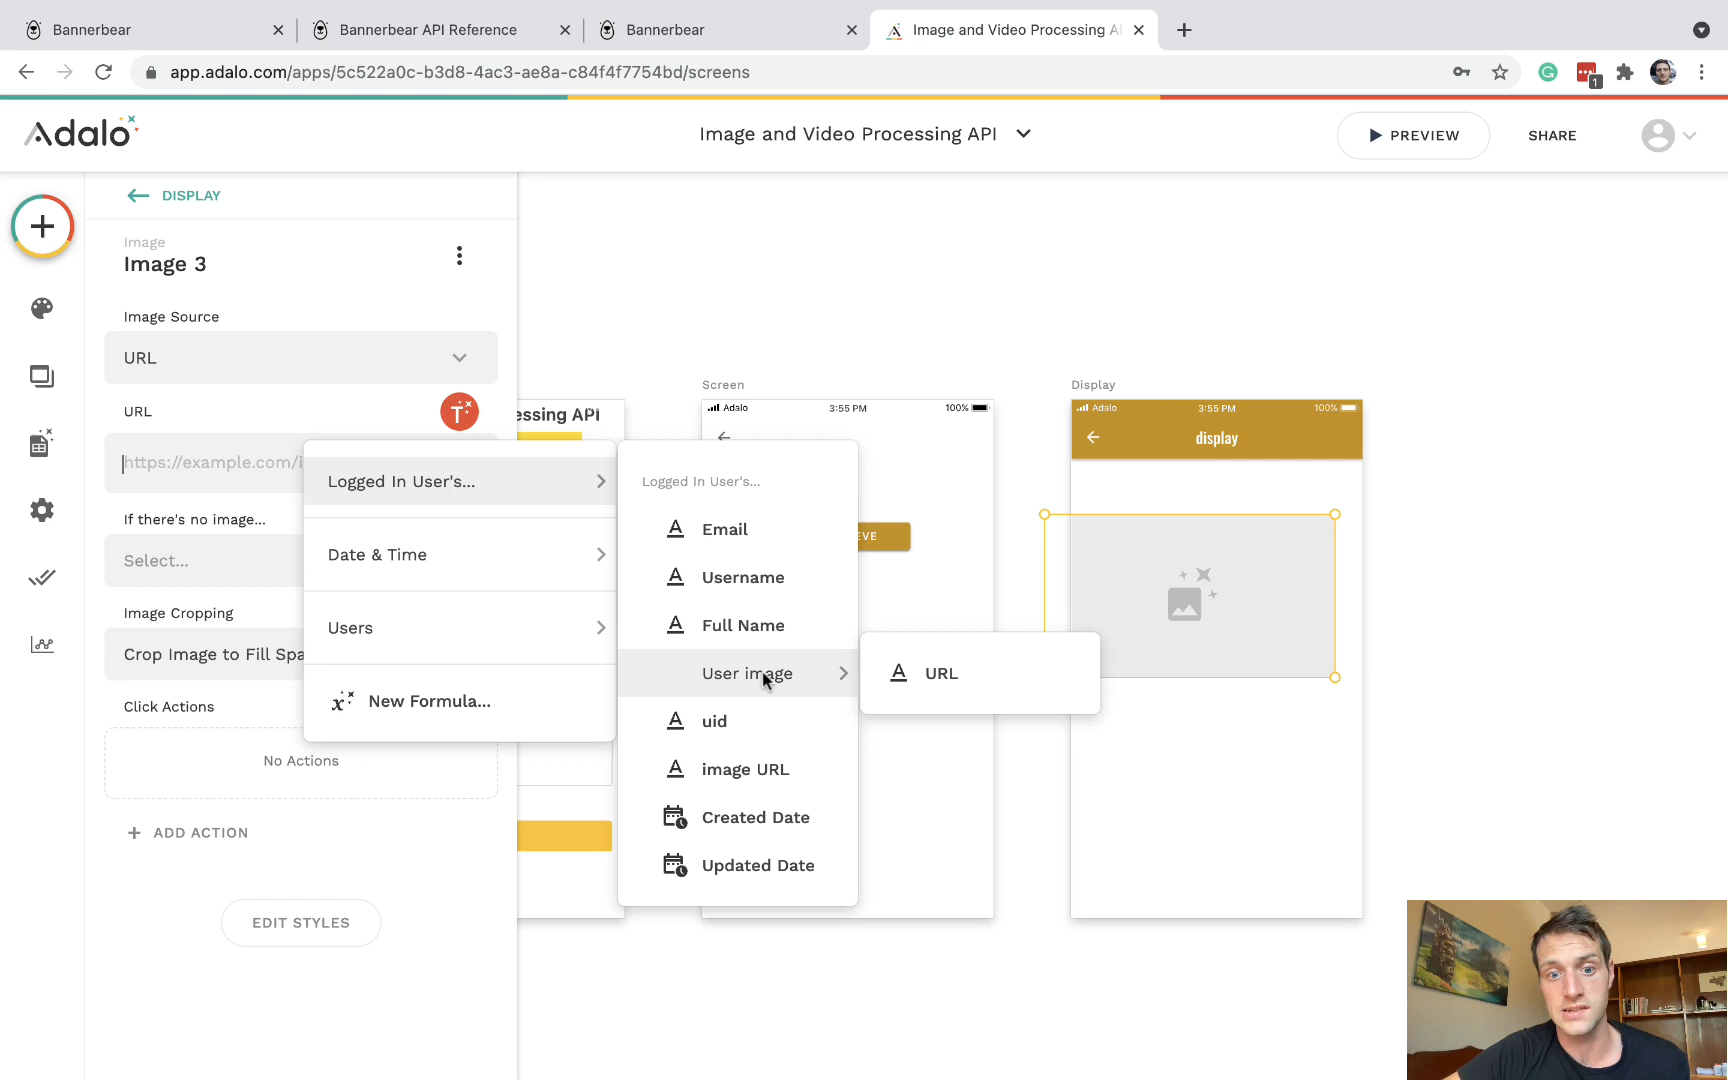 Bannerbear
Bannerbear API Reference
Bannerbear
Image and Video Processing AF
app.adalo.com/apps/5c522a0c-b3d8-4ac3-ae8a-c84f4f7754bd/screens
1
Adalo
Image and Video Processing API
PREVIEW
SHARE
DISPLAY
Image
Image 3
Image Source
URL
URL
T
https://example.com/i
If there's no image...
Select...
Image Cropping
Crop Image to Fill Spa
Click Actions
No Actions
ADD ACTION
EDIT STYLES
Logged In User's...
Date & Time
Users
New Formula...
Logged In User's...
Email
Username
Full Name
User image
uid
image URL
Created Date
Updated Date
URL
essing API
Screen
Adalo 3:55 PM 100%
EVE
Display
Adalo 3:55 PM 100%
display